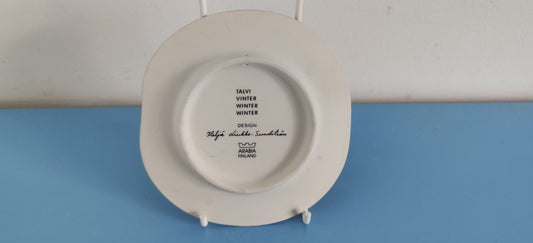 TALVI
VINTER
WINTER
WINTER
DESIGN
Heljä Liukko-Sundström
ARABIA
FINLAND